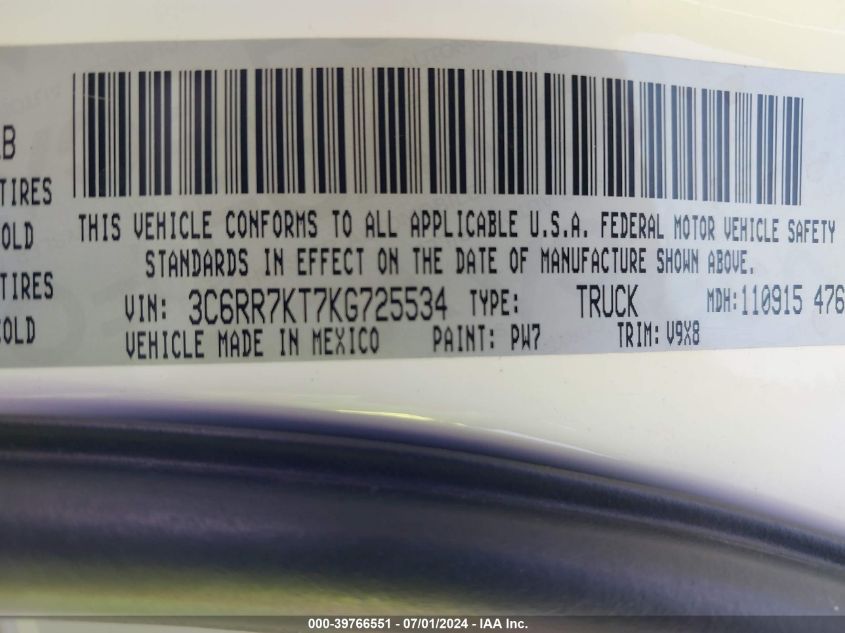 B
TIRES
OLD
TIRES
OLD
THIS VEHICLE CONFORMS TO ALL APPLICABLE U.S.A. FEDERAL MOTOR VEHICLE SAFETY
STANDARDS IN EFFECT ON THE DATE OF MANUFACTURE SHOWN ABOVE.
VIN: 3C6RR7KT7KG725534 TYPE: TRUCK MDH:110915 476
VEHICLE MADE IN MEXICO PAINT: PW7 TRIM: V9X8
000-39766551 - 07/01/2024 - IAA Inc.